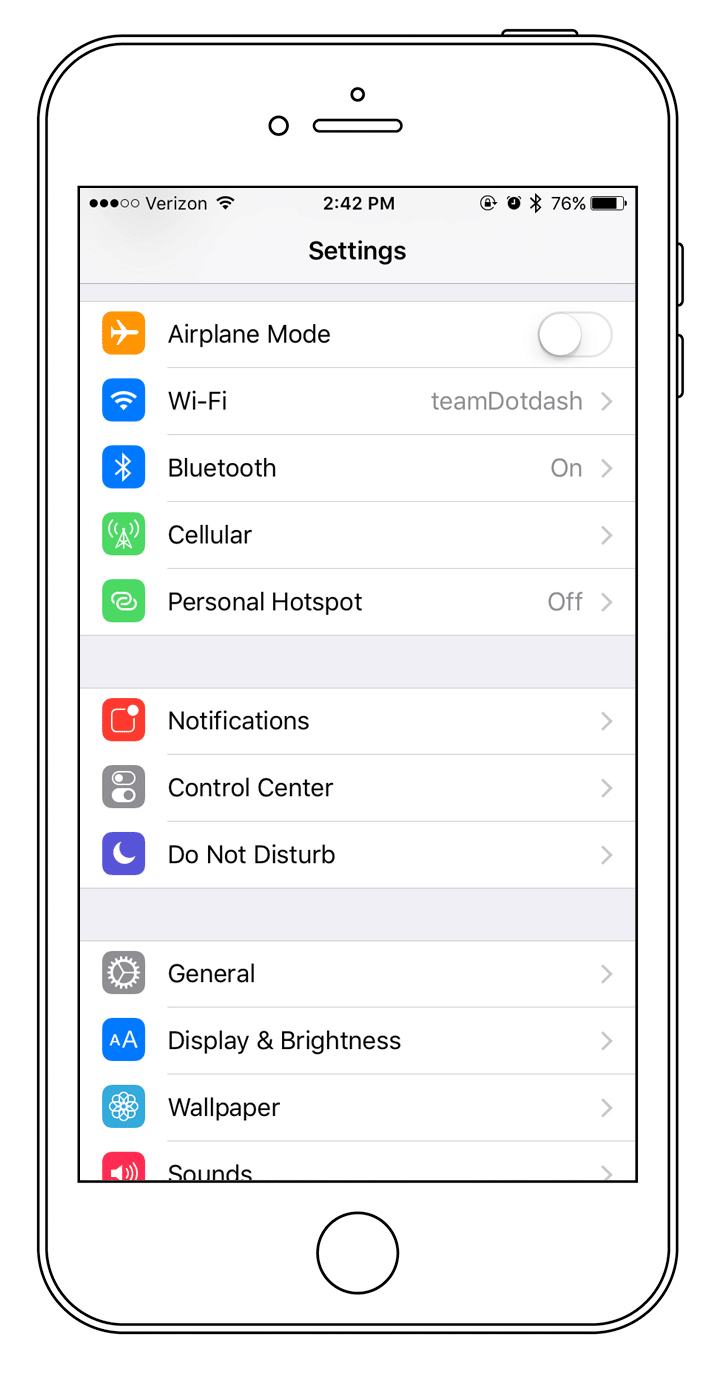 Verizon 2:42 PM 76%
Settings
Airplane Mode
Wi-Fi teamDotdash
Bluetooth On
Cellular
Personal Hotspot Off
Notifications
Control Center
Do Not Disturb
General
AA Display & Brightness
Wallpaper
Sounds